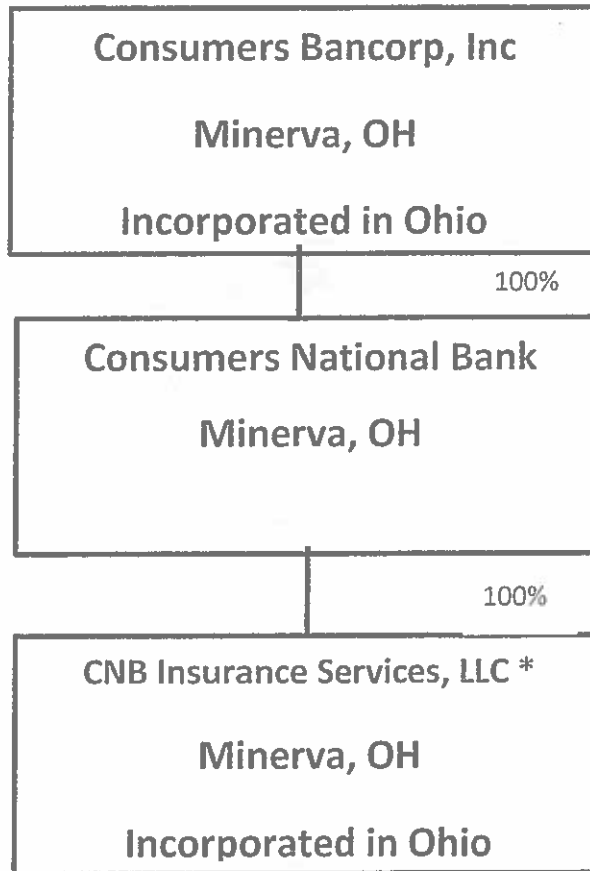 Consumers Bancorp, Inc
Minerva, OH
Incorporated in Ohio
100%
Consumers National Bank
Minerva, OH
100%
CNB Insurance Services, LLC *
Minerva, OH
Incorporated in Ohio